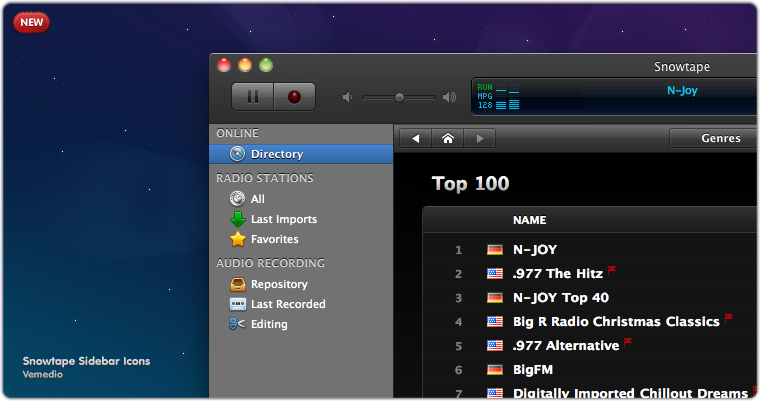 NEW
Snowtape
RUN
MPG
128
N-Joy
ONLINE
Directory
RADIO STATIONS
All
Last Imports
Favorites
AUDIO RECORDING
Repository
Last Recorded
Editing
Genres
Top 100
NAME
1 N-JOY
2 .977 The Hitz
3 N-JOY Top 40
4 Big R Radio Christmas Classics
5 .977 Alternative
6 BigFM
7 Digitally Imported Chillout Dreams
Snowtape Sidebar Icons
Vemedio